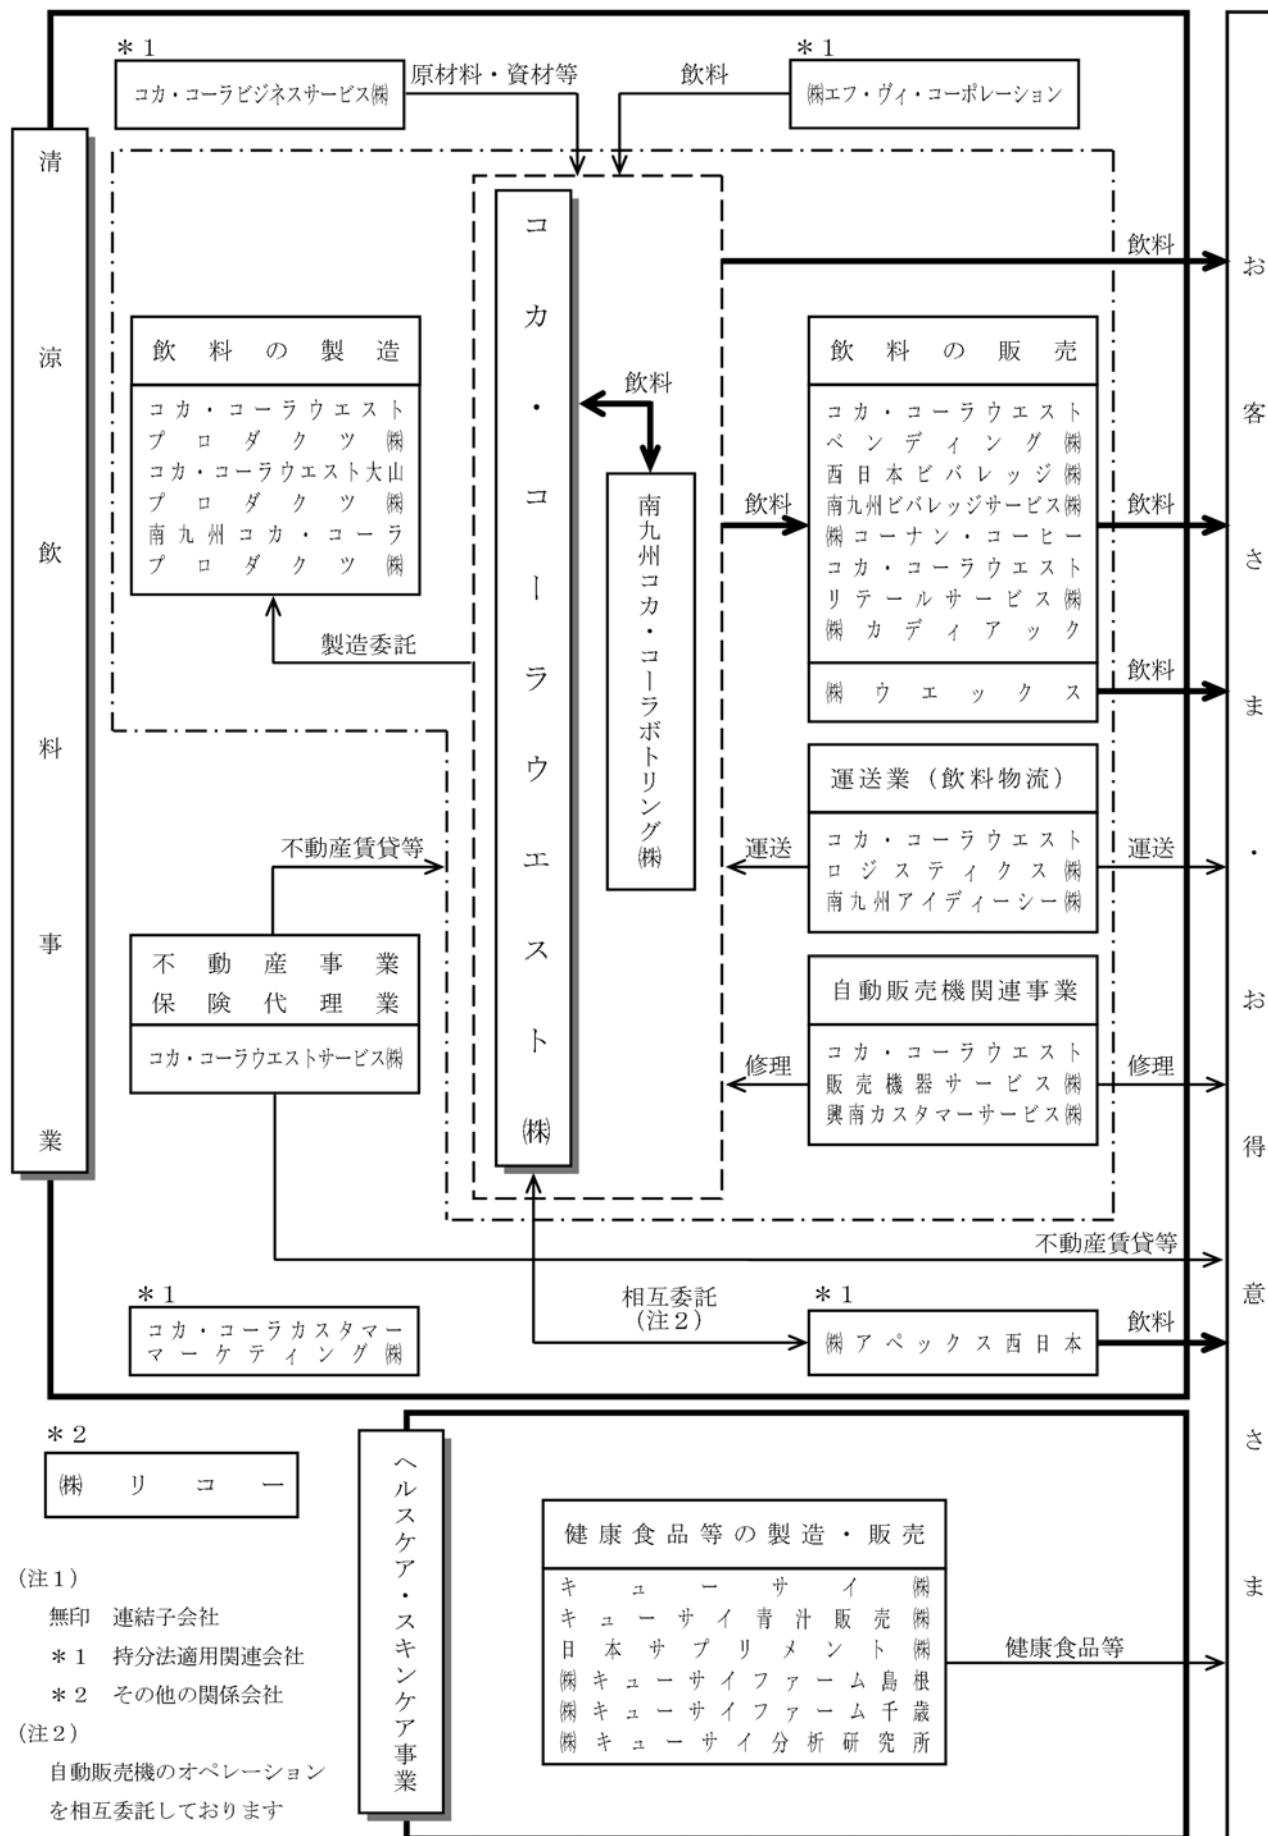 ＊１
コカ・コーラビジネスサービス㈱
原材料・資材等
飲料
＊１
㈱エフ・ヴィ・コーポレーション
清涼飲料事業
コカ・コーラウエスト㈱
飲料
南九州コカ・コーラボトリング㈱
飲料の製造
コカ・コーラウエスト
プロダクツ㈱
コカ・コーラウエスト大山
プロダクツ㈱
南九州コカ・コーラ
プロダクツ㈱
製造委託
飲料
飲料
飲料の販売
コカ・コーラウエスト
ベンディング㈱
西日本ビバレッジ㈱
南九州ビバレッジサービス㈱
㈱コーナン・コーヒー
コカ・コーラウエスト
リテールサービス㈱
㈱カディアック
飲料
㈱ウエックス
飲料
運送業（飲料物流）
コカ・コーラウエスト
ロジスティクス㈱
南九州アイディーシー㈱
運送
運送
自動販売機関連事業
コカ・コーラウエスト
販売機器サービス㈱
興南カスタマーサービス㈱
修理
修理
不動産賃貸等
不動産事業
保険代理業
コカ・コーラウエストサービス㈱
不動産賃貸等
＊１
コカ・コーラカスタマー
マーケティング㈱
相互委託
（注２）
＊１
㈱アペックス西日本
飲料
お客さま・お得意さま
＊２
㈱リコー
ヘルスケア・スキンケア事業
健康食品等の製造・販売
キューサイ㈱
キューサイ青汁販売㈱
日本サプリメント㈱
㈱キューサイファーム島根
㈱キューサイファーム千歳
㈱キューサイ分析研究所
健康食品等
（注１）
無印　連結子会社
＊１　持分法適用関連会社
＊２　その他の関係会社
（注２）
自動販売機のオペレーション
を相互委託しております